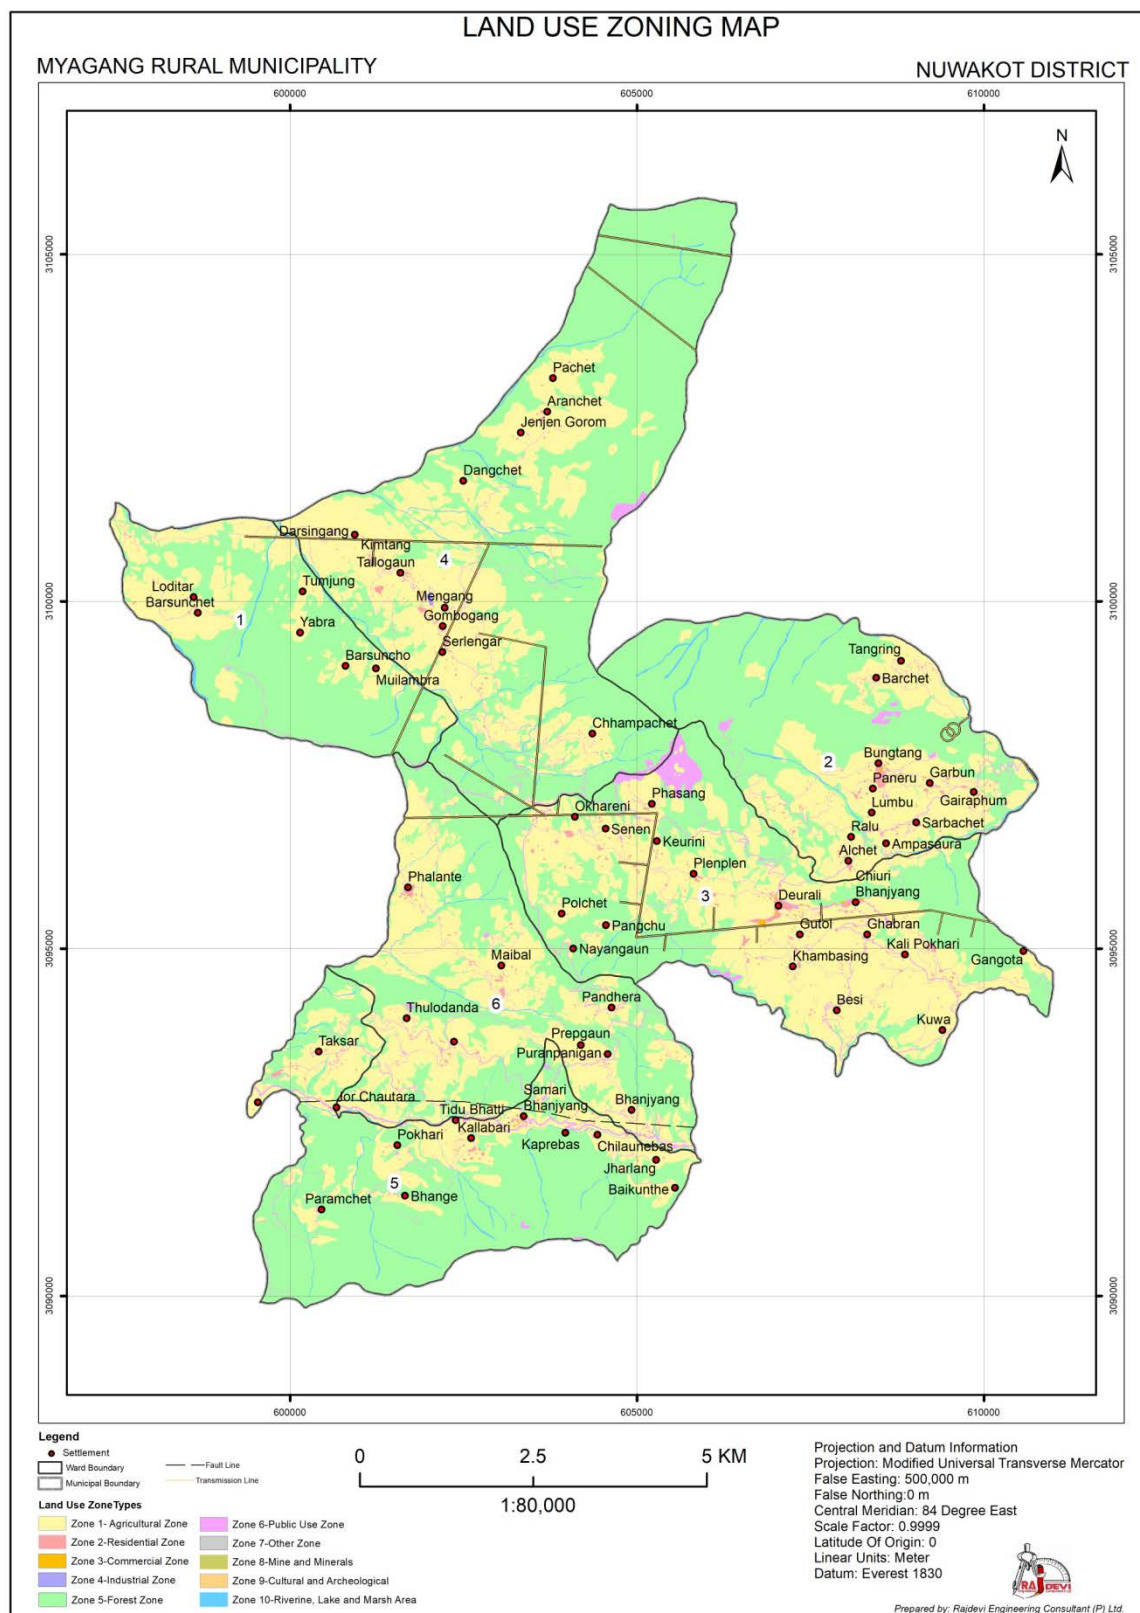 LAND USE ZONING MAP
MYAGANG RURAL MUNICIPALITY
NUWAKOT DISTRICT
600000 605000 610000
N
3105000 3105000
Pachet
Aranchet
Jenjen Gorom
Dangchet
Darsingang
Kimtang
4
Tallogaun
Loditar
Tumjung
3100000 3100000
Barsunchet
Mengang
1
Yabra
Gombogang
Serlengar
Tangring
Barsuncho
Muilambra
Barchet
Chhampachet
Bungtang
2
Paneru
Garbun
Gairaphum
Phasang
Okhareni
Lumbu
Senen
Sarbachet
Ralu
Keurini
Ampasaura
Alchet
Plenplen
Chiuri
Bhanjyang
Phalante
3
Deurali
Polchet
Pangchu
Gutol
Ghabran
3095000 3095000
Nayangaun
Kali Pokhari
Maibal
Khambasing
Gangota
6
Pandhera
Thulodanda
Besi
Kuwa
Prepgaun
Taksar
Puranpanigan
Jor Chautara
Samari
Bhanjyang
Tidu Bhatti
Bhanjyang
Kallabari
Pokhari
Kaprebas
Chilaunebas
Jharlang
5
Bhange
Baikunthe
Paramchet
3090000 3090000
600000 605000 610000
Legend
Settlement
Ward Boundary
Fault Line
Municipal Boundary
Transmission Line
Land Use ZoneTypes
Zone 1- Agricultural Zone
Zone 2-Residential Zone
Zone 3-Commercial Zone
Zone 4-Industrial Zone
Zone 5-Forest Zone
Zone 6-Public Use Zone
Zone 7-Other Zone
Zone 8-Mine and Minerals
Zone 9-Cultural and Archeological
Zone 10-Riverine, Lake and Marsh Area
0 2.5 5 KM
1:80,000
Projection and Datum Information
Projection: Modified Universal Transverse Mercator
False Easting: 500,000 m
False Northing:0 m
Central Meridian: 84 Degree East
Scale Factor: 0.9999
Latitude Of Origin: 0
Linear Units: Meter
Datum: Everest 1830
RAJDEVI
Prepared by: Rajdevi Engineering Consultant (P) Ltd.